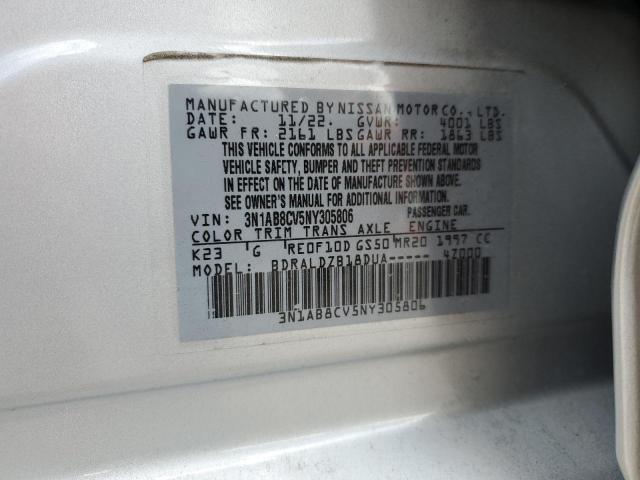 MANUFACTURED BY NISSAN MOTOR CO., LTD.
DATE: 11/22. GVWR: 4001 LBS
GAWR FR: 2161 LBS GAWR RR: 1863 LBS
THIS VEHICLE CONFORMS TO ALL APPLICABLE FEDERAL MOTOR
VEHICLE SAFETY, BUMPER AND THEFT PREVENTION STANDARDS
IN EFFECT ON THE DATE OF MANUFACTURE SHOWN ABOVE.
SEE OWNER'S MANUAL FOR ADDITIONAL INFORMATION.
VIN: 3N1AB8CV5NY305806 PASSENGER CAR.
COLOR TRIM TRANS AXLE ENGINE
K23 'G 'RE0F10D GS50'MR20 1997 CC
MODEL: BDRALDZB18DUA----- 4Z000
3N1AB8CV5NY305806